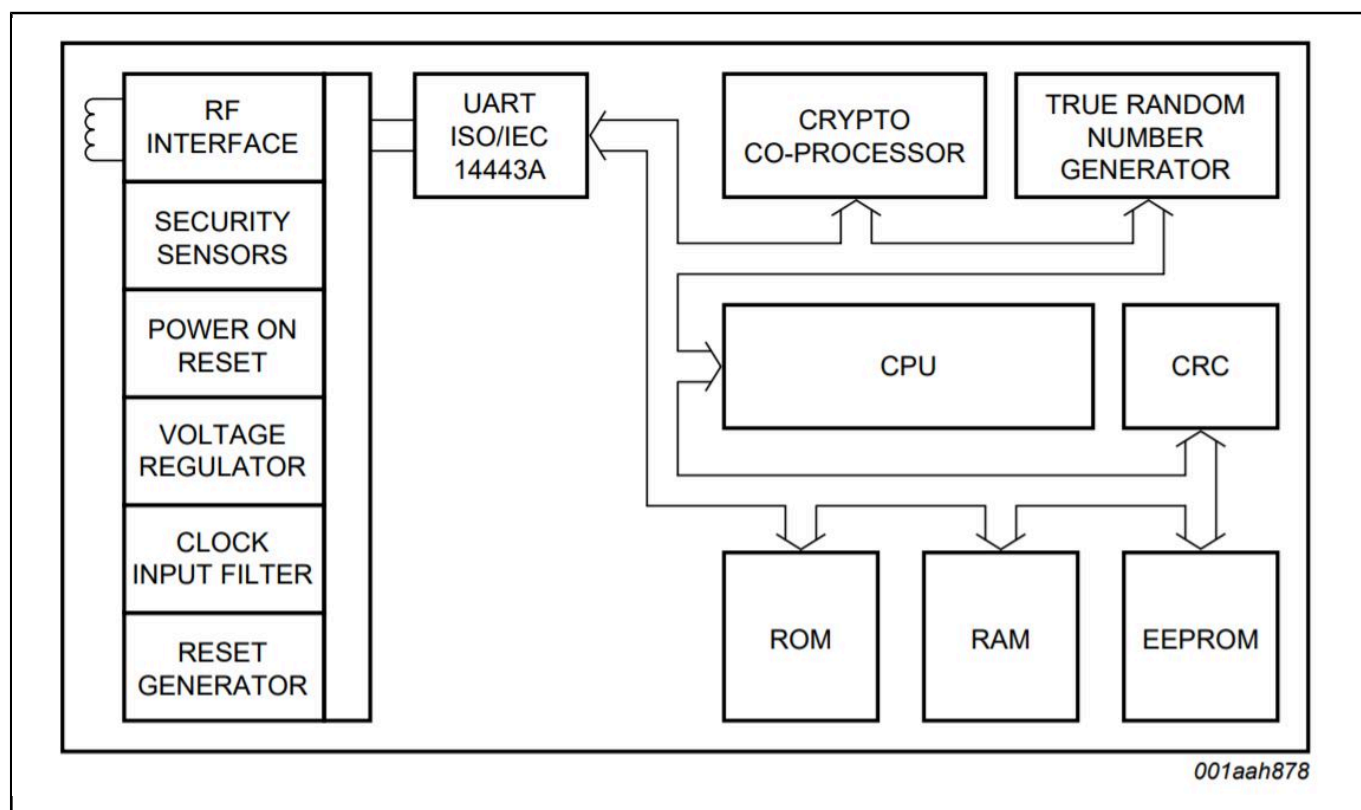 RF
INTERFACE
SECURITY
SENSORS
POWER ON
RESET
VOLTAGE
REGULATOR
CLOCK
INPUT FILTER
RESET
GENERATOR
UART
ISO/IEC
14443A
CRYPTO
CO-PROCESSOR
TRUE RANDOM
NUMBER
GENERATOR
CPU
CRC
ROM
RAM
EEPROM
001aah878